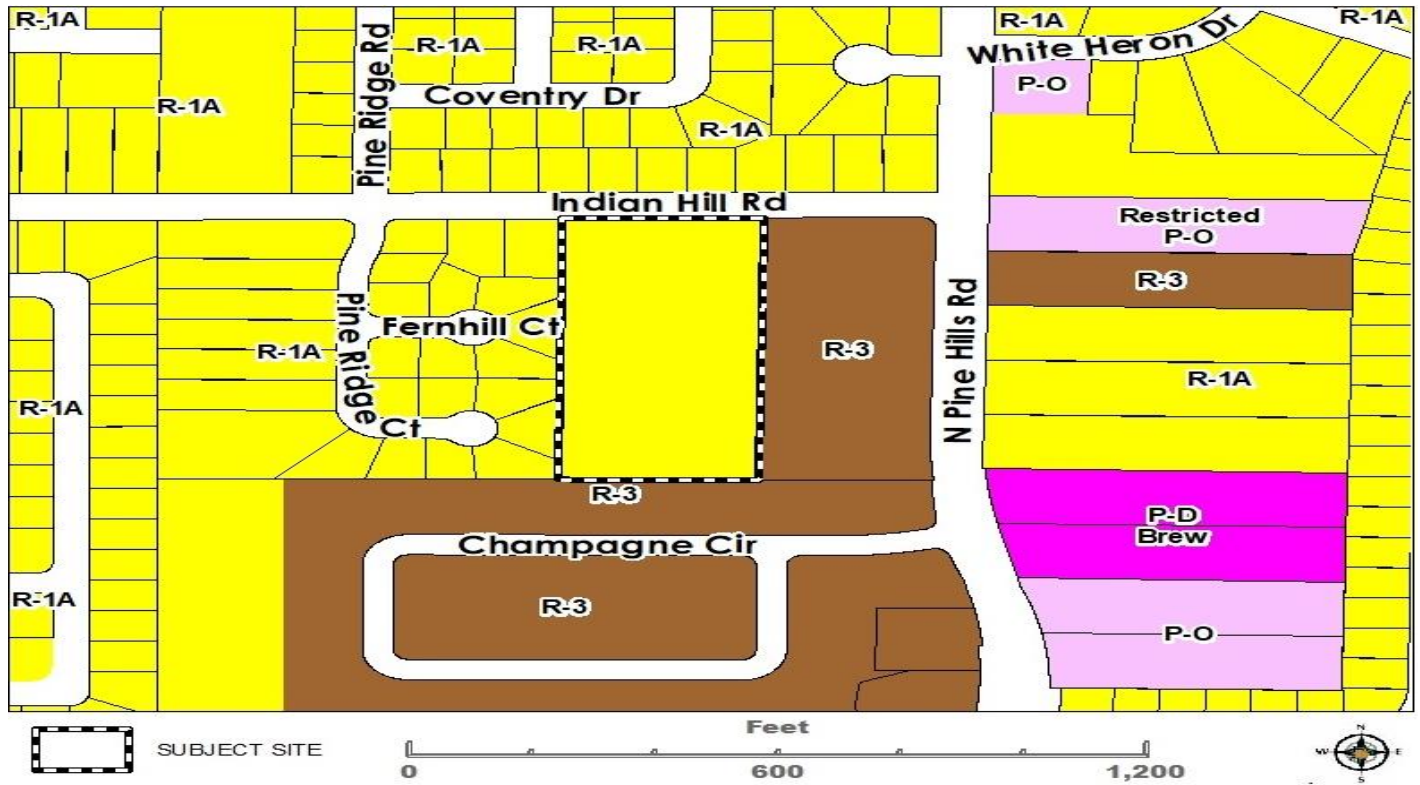 R-1A
R-1A
R-1A
R-1A
R-1A
White Heron Dr
Pine Ridge Rd
P-O
Coventry Dr
R-1A
R-1A
Indian Hill Rd
Restricted
P-O
R-3
Pine Ridge
Ct
Fernhill Ct
R-1A
R-3
N Pine Hills Rd
R-1A
R-1A
R-3
P-D
Brew
Champagne Cir
R-1A
R-3
P-O
SUBJECT SITE
Feet
0 600 1,200
N
W E
S